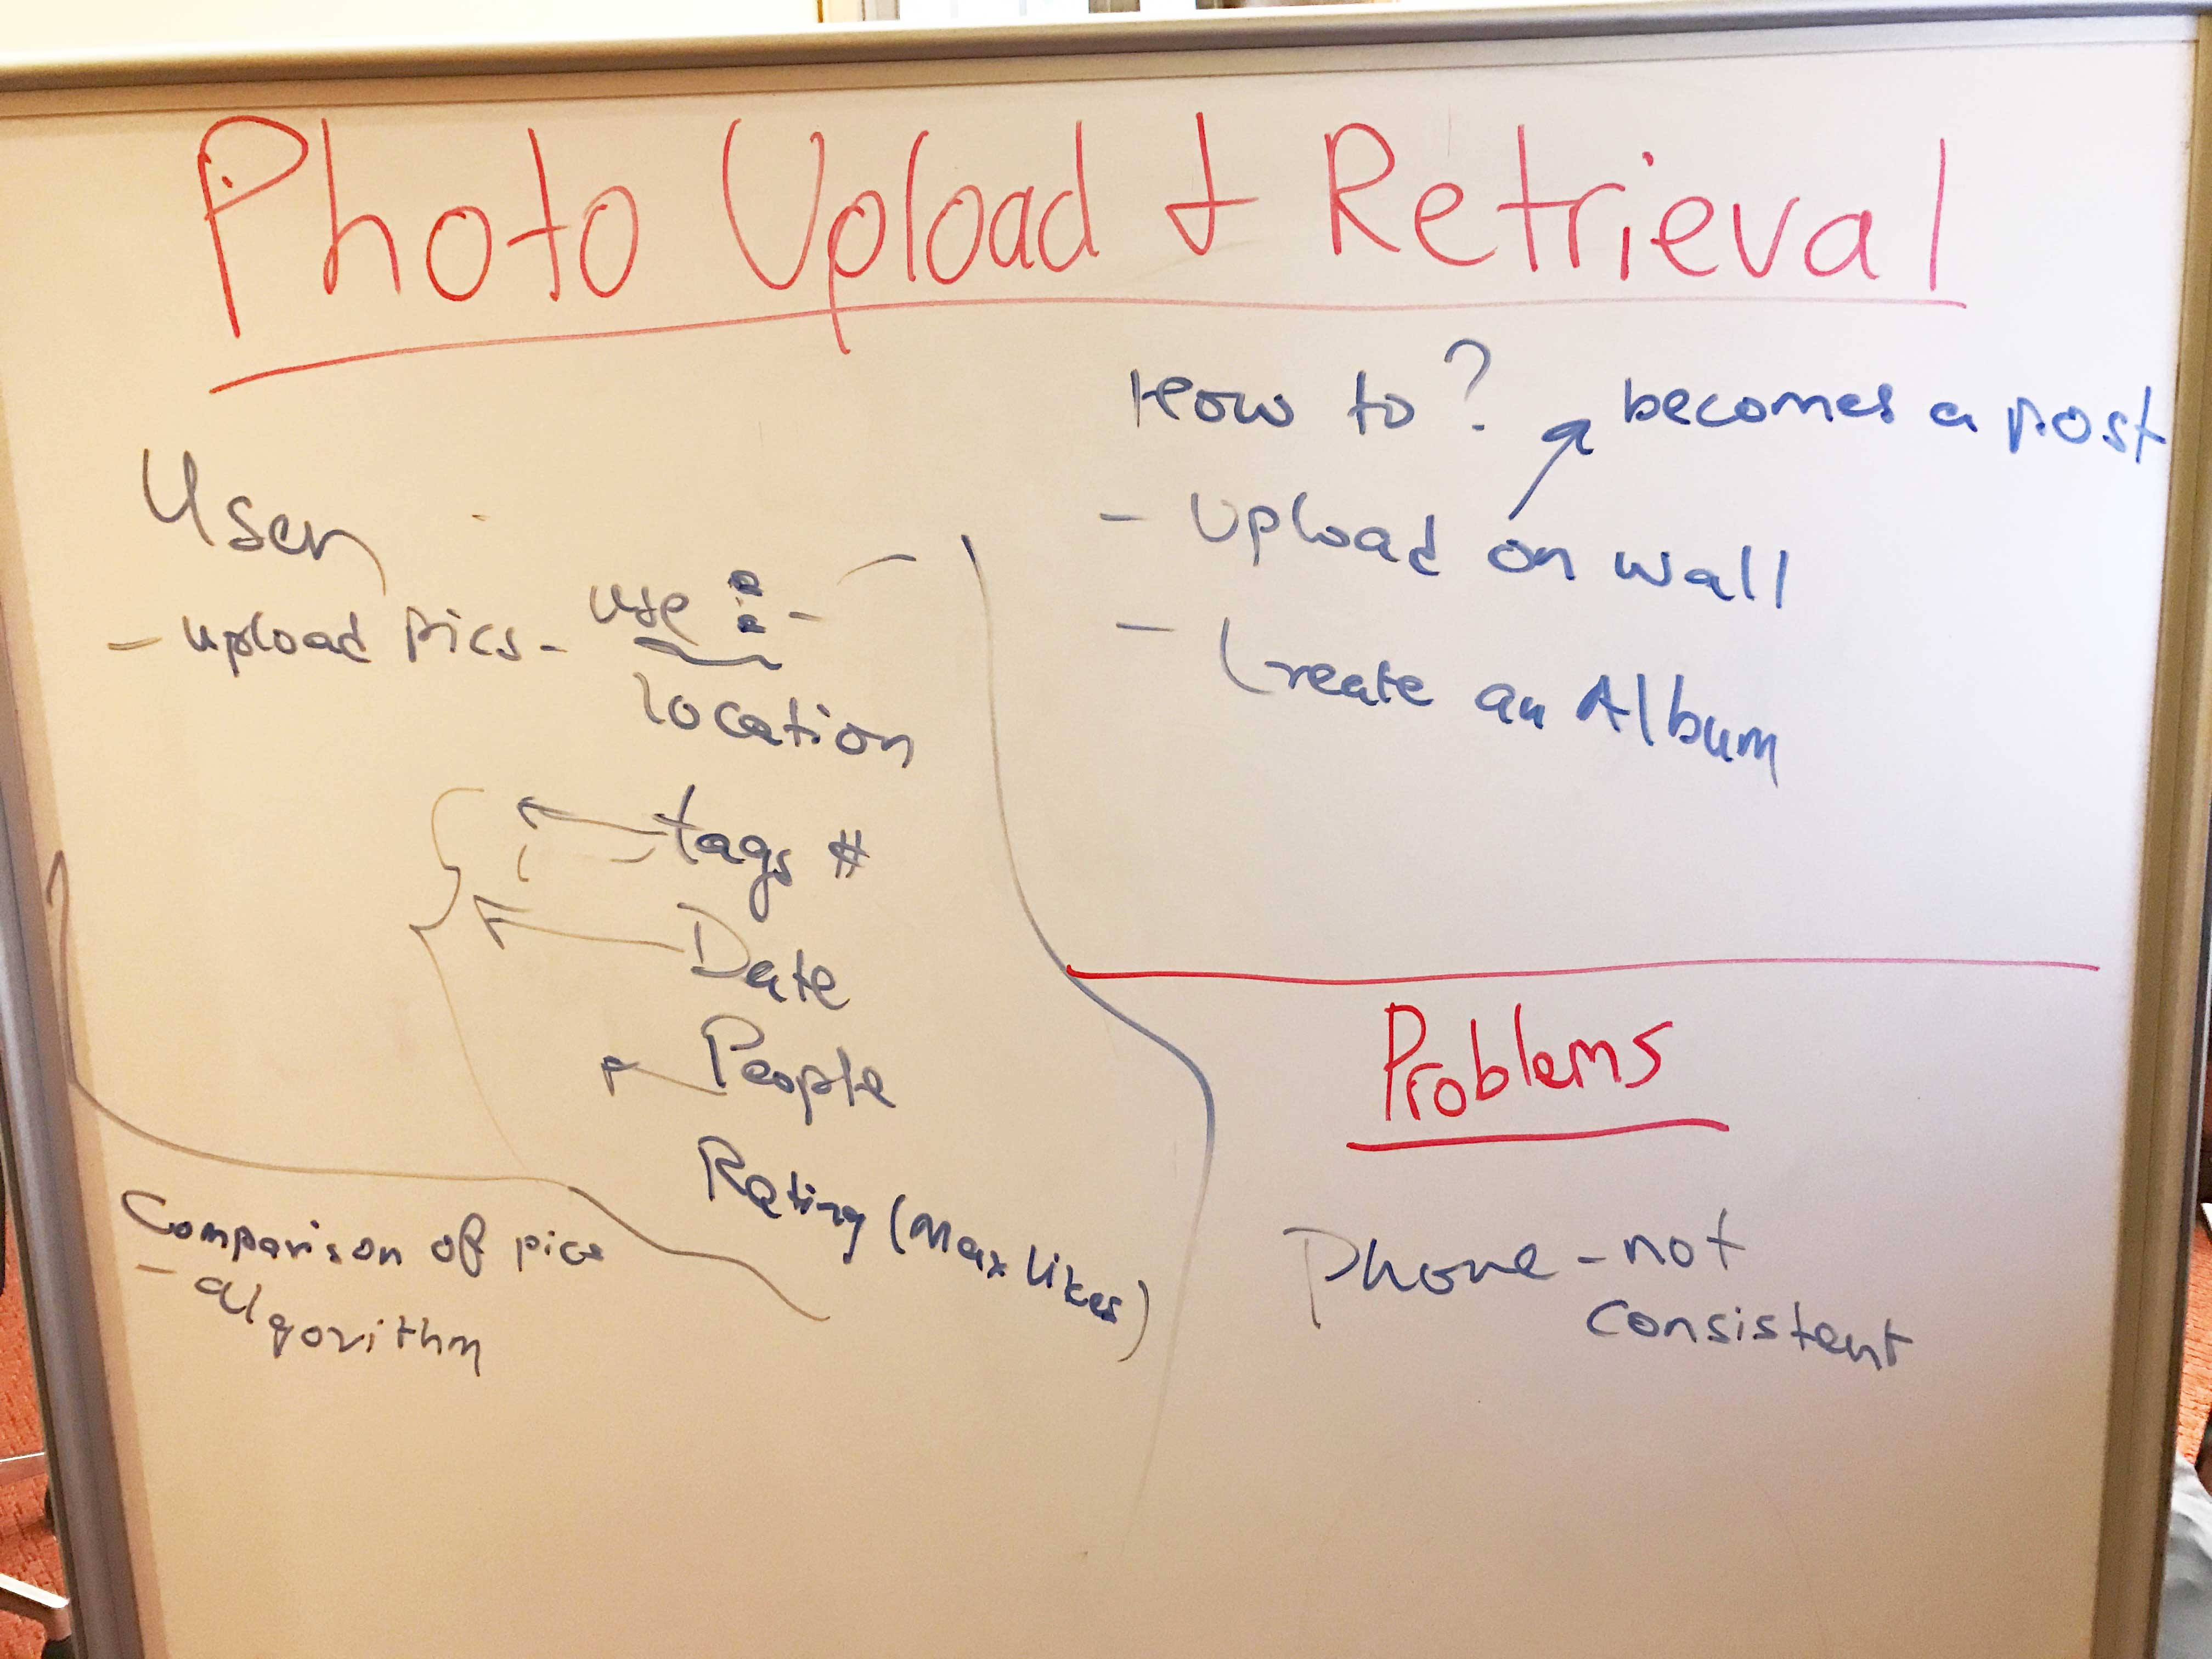 Photo Upload & Retrieval
User
- upload pics - use : -
location
tags #
Date
People
Rating (Max likes)
Comparison of pics
- algorithm
How to?
becomes a post
- Upload on wall
- Create an Album
Problems
Phone - not
consistent